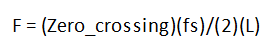 F = (Zero_crossing)(fs)/(2)(L)